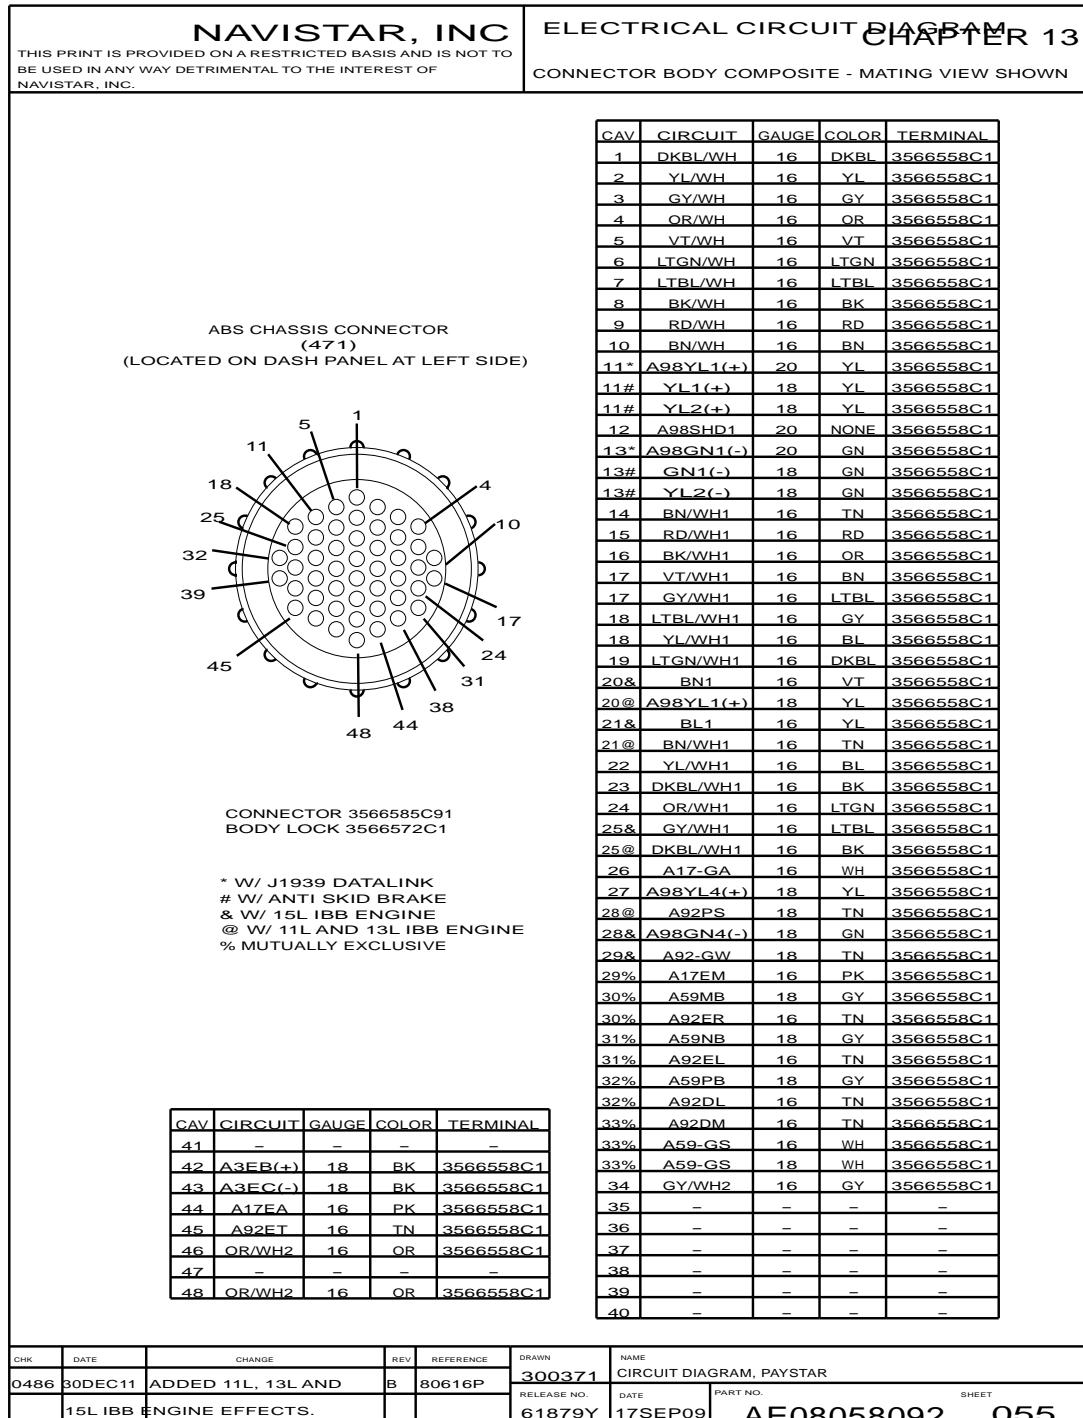 NAVISTAR, INC
THIS PRINT IS PROVIDED ON A RESTRICTED BASIS AND IS NOT TO
BE USED IN ANY WAY DETRIMENTAL TO THE INTEREST OF
NAVISTAR, INC.
ELECTRICAL CIRCUIT DIAGRAM
CHAPTER 13
CONNECTOR BODY COMPOSITE - MATING VIEW SHOWN
ABS CHASSIS CONNECTOR
(471)
(LOCATED ON DASH PANEL AT LEFT SIDE)
1
5
11
18
4
25
10
32
39
17
45
24
31
38
44
48
CONNECTOR 3566585C91
BODY LOCK 3566572C1
* W/ J1939 DATALINK
# W/ ANTI SKID BRAKE
& W/ 15L IBB ENGINE
@ W/ 11L AND 13L IBB ENGINE
% MUTUALLY EXCLUSIVE
CAV CIRCUIT GAUGE COLOR TERMINAL
1 DKBL/WH 16 DKBL 3566558C1
2 YL/WH 16 YL 3566558C1
3 GY/WH 16 GY 3566558C1
4 OR/WH 16 OR 3566558C1
5 VT/WH 16 VT 3566558C1
6 LTGN/WH 16 LTGN 3566558C1
7 LTBL/WH 16 LTBL 3566558C1
8 BK/WH 16 BK 3566558C1
9 RD/WH 16 RD 3566558C1
10 BN/WH 16 BN 3566558C1
11* A98YL1(+) 20 YL 3566558C1
11# YL1(+) 18 YL 3566558C1
11# YL2(+) 18 YL 3566558C1
12 A98SHD1 20 NONE 3566558C1
13* A98GN1(-) 20 GN 3566558C1
13# GN1(-) 18 GN 3566558C1
13# YL2(-) 18 GN 3566558C1
14 BN/WH1 16 TN 3566558C1
15 RD/WH1 16 RD 3566558C1
16 BK/WH1 16 OR 3566558C1
17 VT/WH1 16 BN 3566558C1
17 GY/WH1 16 LTBL 3566558C1
18 LTBL/WH1 16 GY 3566558C1
18 YL/WH1 16 BL 3566558C1
19 LTGN/WH1 16 DKBL 3566558C1
20& BN1 16 VT 3566558C1
20@ A98YL1(+) 18 YL 3566558C1
21& BL1 16 YL 3566558C1
21@ BN/WH1 16 TN 3566558C1
22 YL/WH1 16 BL 3566558C1
23 DKBL/WH1 16 BK 3566558C1
24 OR/WH1 16 LTGN 3566558C1
25& GY/WH1 16 LTBL 3566558C1
25@ DKBL/WH1 16 BK 3566558C1
26 A17-GA 16 WH 3566558C1
27 A98YL4(+) 18 YL 3566558C1
28@ A92PS 18 TN 3566558C1
28& A98GN4(-) 18 GN 3566558C1
29& A92-GW 18 TN 3566558C1
29% A17EM 16 PK 3566558C1
30% A59MB 18 GY 3566558C1
30% A92ER 16 TN 3566558C1
31% A59NB 18 GY 3566558C1
31% A92EL 16 TN 3566558C1
32% A59PB 18 GY 3566558C1
32% A92DL 16 TN 3566558C1
33% A92DM 16 TN 3566558C1
33% A59-GS 16 WH 3566558C1
33% A59-GS 18 WH 3566558C1
34 GY/WH2 16 GY 3566558C1
35 – – – –
36 – – – –
37 – – – –
38 – – – –
39 – – – –
40 – – – –
CAV CIRCUIT GAUGE COLOR TERMINAL
41 – – – –
42 A3EB(+) 18 BK 3566558C1
43 A3EC(-) 18 BK 3566558C1
44 A17EA 16 PK 3566558C1
45 A92ET 16 TN 3566558C1
46 OR/WH2 16 OR 3566558C1
47 – – – –
48 OR/WH2 16 OR 3566558C1
CHK DATE CHANGE REV REFERENCE
0486 30DEC11 ADDED 11L, 13L AND B 80616P
15L IBB ENGINE EFFECTS.
DRAWN
300371
NAME
CIRCUIT DIAGRAM, PAYSTAR
RELEASE NO.
61879Y
DATE
17SEP09
PART NO.
AE08058092
SHEET
055